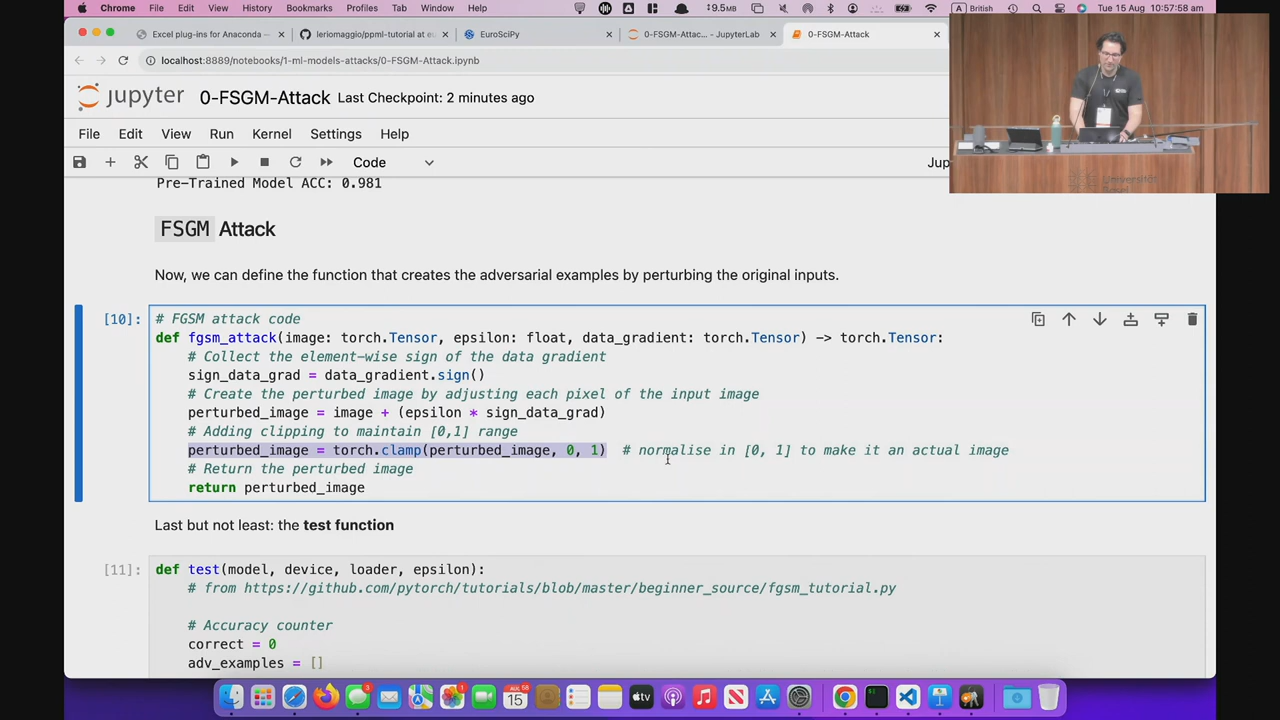 Chrome File Edit View History Bookmarks Profiles Tab Window Help 9.5MB A British Tue 15 Aug 10:57:58 am
Excel plug-ins for Anaconda — leriomaggio/ppml-tutorial at eu EuroSciPy 0-FSGM-Attac... - JupyterLab 0-FSGM-Attack
localhost:8889/notebooks/1-ml-models-attacks/0-FSGM-Attack.ipynb
jupyter 0-FSGM-Attack Last Checkpoint: 2 minutes ago
File Edit View Run Kernel Settings Help
Code Jup
Pre-Trained Model ACC: 0.981
FSGM Attack
Now, we can define the function that creates the adversarial examples by perturbing the original inputs.
[10]: # FGSM attack code
def fgsm_attack(image: torch.Tensor, epsilon: float, data_gradient: torch.Tensor) -> torch.Tensor:
# Collect the element-wise sign of the data gradient
sign_data_grad = data_gradient.sign()
# Create the perturbed image by adjusting each pixel of the input image
perturbed_image = image + (epsilon * sign_data_grad)
# Adding clipping to maintain [0,1] range
perturbed_image = torch.clamp(perturbed_image, 0, 1) # normalise in [0, 1] to make it an actual image
# Return the perturbed image
return perturbed_image
Last but not least: the test function
[11]: def test(model, device, loader, epsilon):
# from https://github.com/pytorch/tutorials/blob/master/beginner_source/fgsm_tutorial.py
# Accuracy counter
correct = 0
adv_examples = []